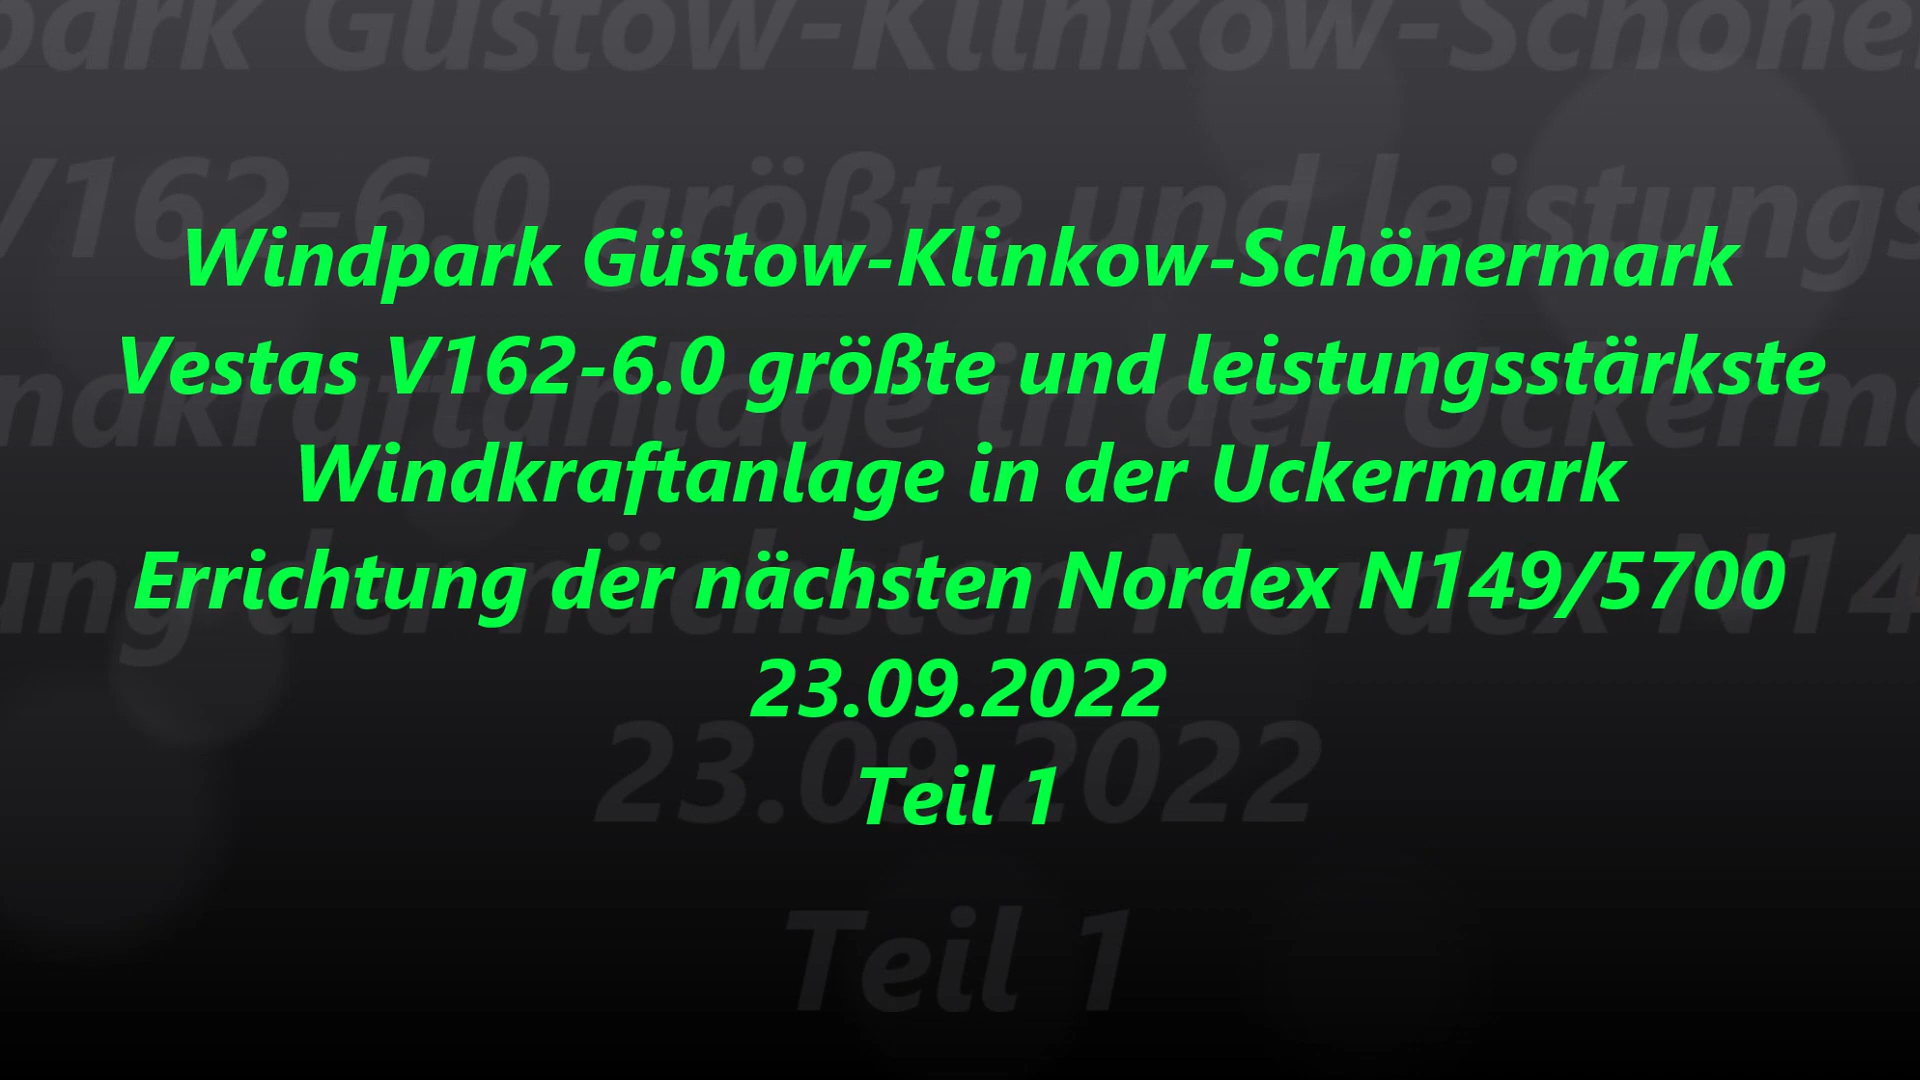 Windpark Güstow-Klinkow-Schönermark
Vestas V162-6.0 größte und leistungsstärkste
Windkraftanlage in der Uckermark
Errichtung der nächsten Nordex N149/5700
23.09.2022
Teil 1